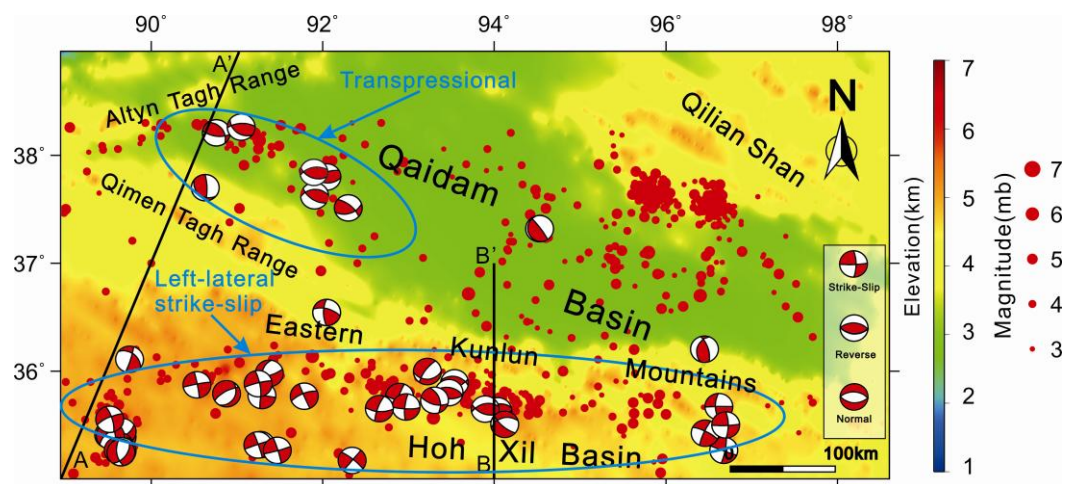 90° 92° 94° 96° 98°
A'
Altyn Tagh Range
Transpressional
N
Qilian Shan
38°
Qaidam
Qimen Tagh Range
37°
B'
Left-lateral
strike-slip
Basin
Eastern
Kunlun
36°
Mountains
A
Hoh Xil Basin
B
100km
0
Strike-Slip
Reverse
Normal
Elevation(km)
7
6
5
4
3
2
1
Magnitude(mb)
7
6
5
4
3